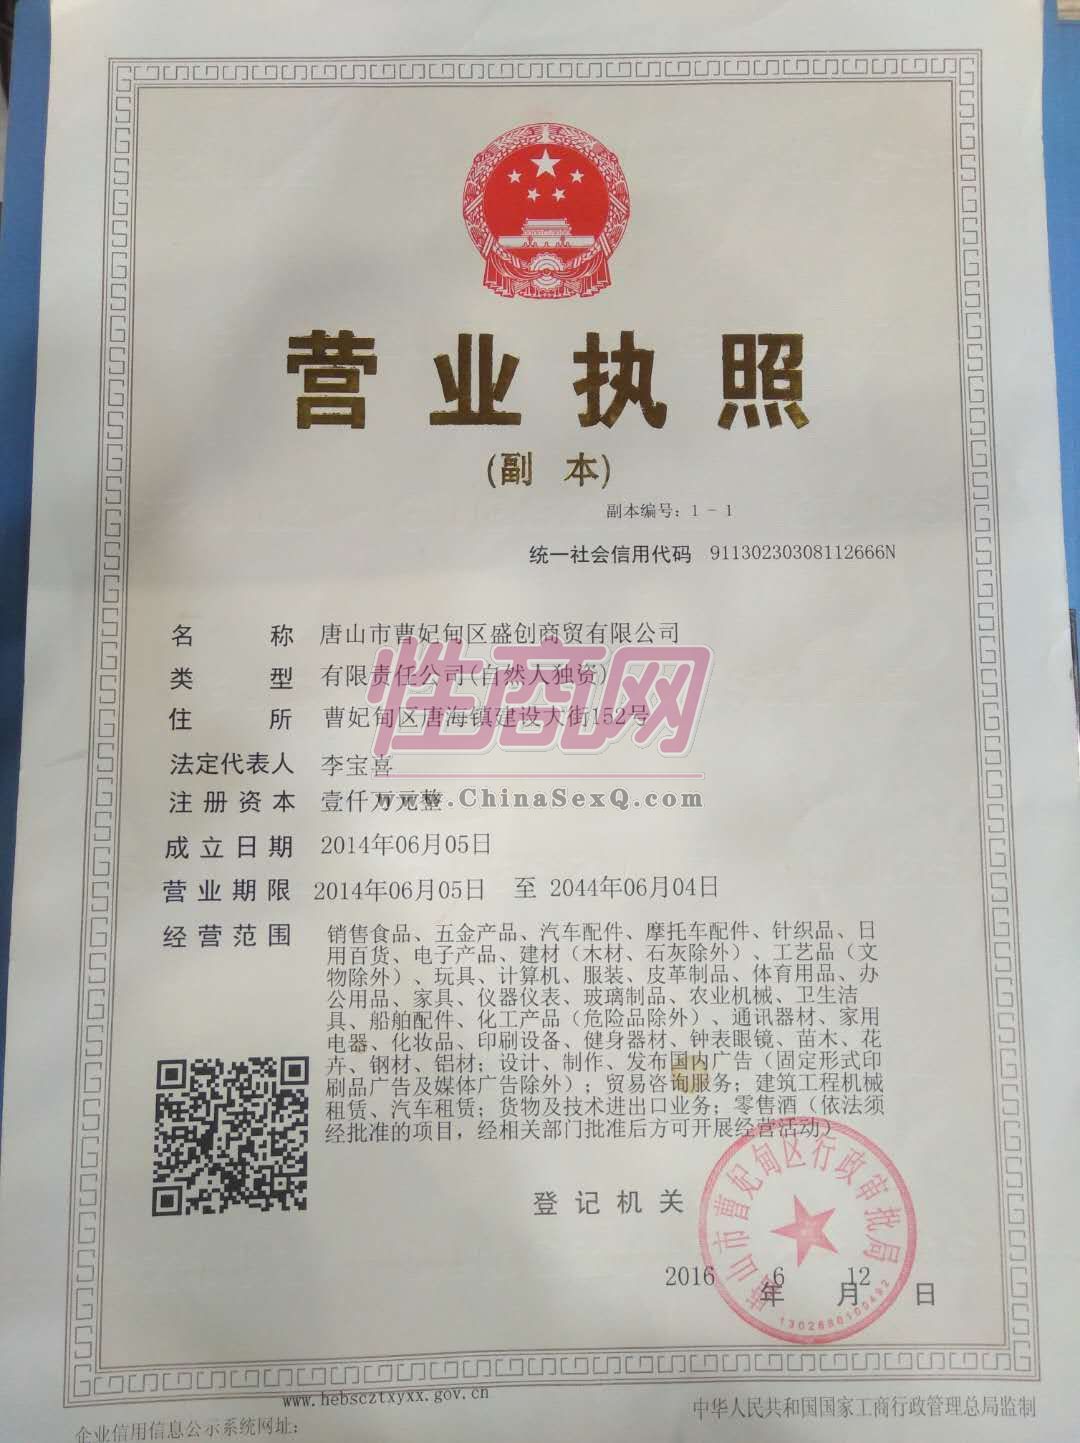 营业执照
(副 本)
副本编号：1 - 1
统一社会信用代码 91130230308112666N
名 称 唐山市曹妃甸区盛创商贸有限公司
类 型 有限责任公司(自然人独资)
住 所 曹妃甸区唐海镇建设大街152号
法定代表人 李宝喜
注册资本 壹仟万元整
成立日期 2014年06月05日
营业期限 2014年06月05日 至 2044年06月04日
经营范围 销售食品、五金产品、汽车配件、摩托车配件、针织品、日
用百货、电子产品、建材（木材、石灰除外）、工艺品（文
物除外）、玩具、计算机、服装、皮革制品、体育用品、办
公用品、家具、仪器仪表、玻璃制品、农业机械、卫生洁
具、船舶配件、化工产品（危险品除外）、通讯器材、家用
电器、化妆品、印刷设备、健身器材、钟表眼镜、苗木、花
卉、钢材、铝材；设计、制作、发布国内广告（固定形式印
刷品广告及媒体广告除外）；贸易咨询服务；建筑工程机械
租赁、汽车租赁；货物及技术进出口业务；零售酒（依法须
经批准的项目，经相关部门批准后方可开展经营活动）
性商网
www.ChinaSexQ.com
登记机关
唐山市曹妃甸区行政审批局
1302680100492
2016年6月12日
www.hebscztxyxx.gov.cn
企业信用信息公示系统网址：
中华人民共和国国家工商行政管理总局监制